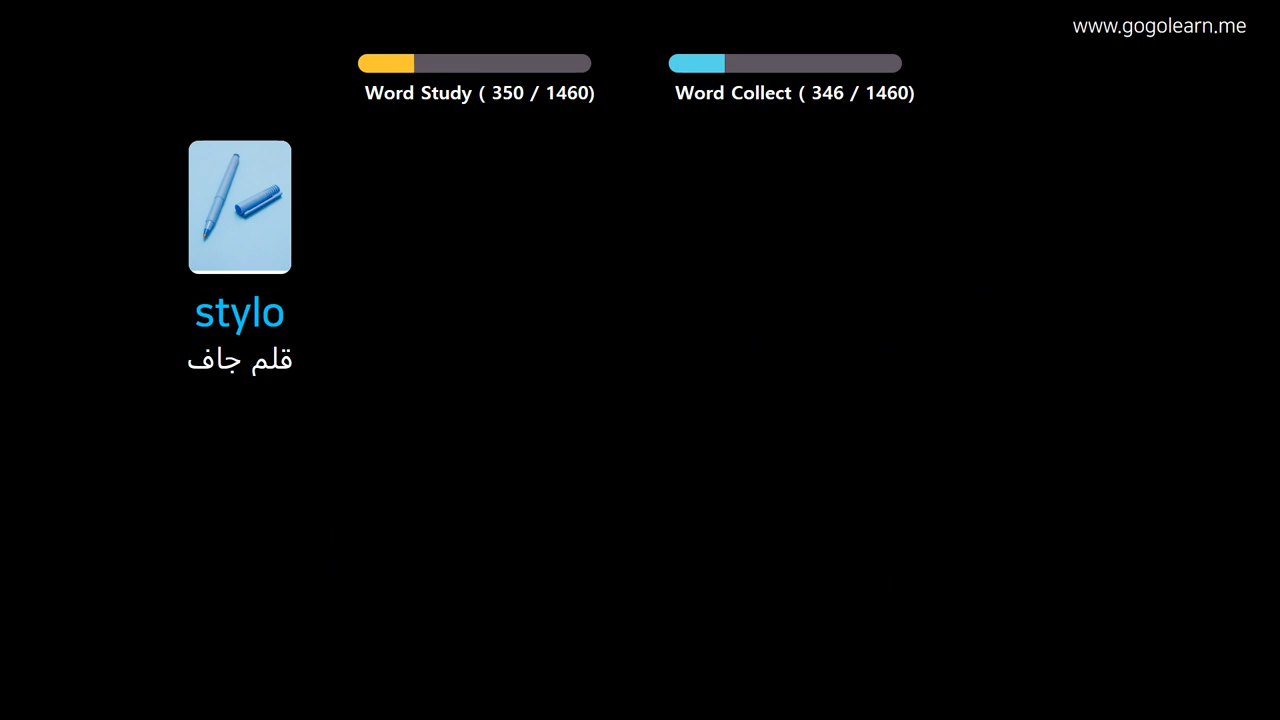 www.gogolearn.me
Word Study ( 350 / 1460)
Word Collect ( 346 / 1460)
stylo
قلم جاف